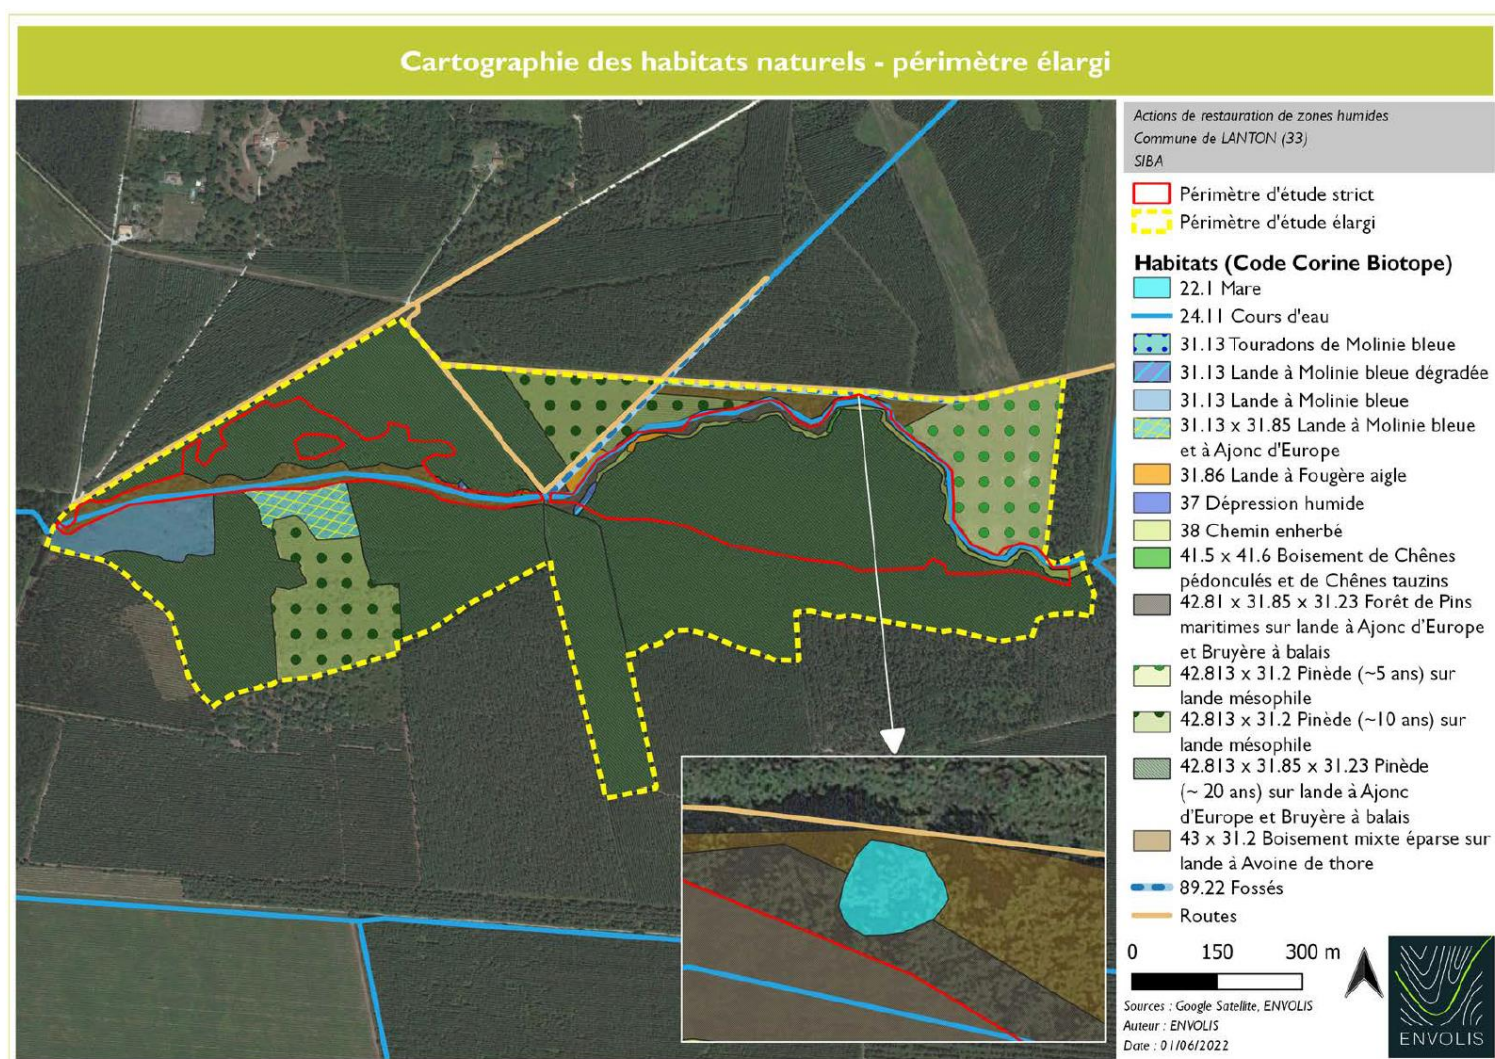 Cartographie des habitats naturels - périmètre élargi
Actions de restauration de zones humides
Commune de LANTON (33)
SIBA
Périmètre d'étude strict
Périmètre d'étude élargi
Habitats (Code Corine Biotope)
22.1 Mare
24.11 Cours d'eau
31.13 Touradons de Molinie bleue
31.13 Lande à Molinie bleue dégradée
31.13 Lande à Molinie bleue
31.13 x 31.85 Lande à Molinie bleue
et à Ajonc d'Europe
31.86 Lande à Fougère aigle
37 Dépression humide
38 Chemin enherbé
41.5 x 41.6 Boisement de Chênes
pédonculés et de Chênes tauzins
42.81 x 31.85 x 31.23 Forêt de Pins
maritimes sur lande à Ajonc d'Europe
et Bruyère à balais
42.813 x 31.2 Pinède (~5 ans) sur
lande mésophile
42.813 x 31.2 Pinède (~10 ans) sur
lande mésophile
42.813 x 31.85 x 31.23 Pinède
(~ 20 ans) sur lande à Ajonc
d'Europe et Bruyère à balais
43 x 31.2 Boisement mixte éparse sur
lande à Avoine de thore
89.22 Fossés
Routes
0 150 300 m
Sources : Google Satellite, ENVOLIS
Auteur : ENVOLIS
Date : 01/06/2022
ENVOLIS